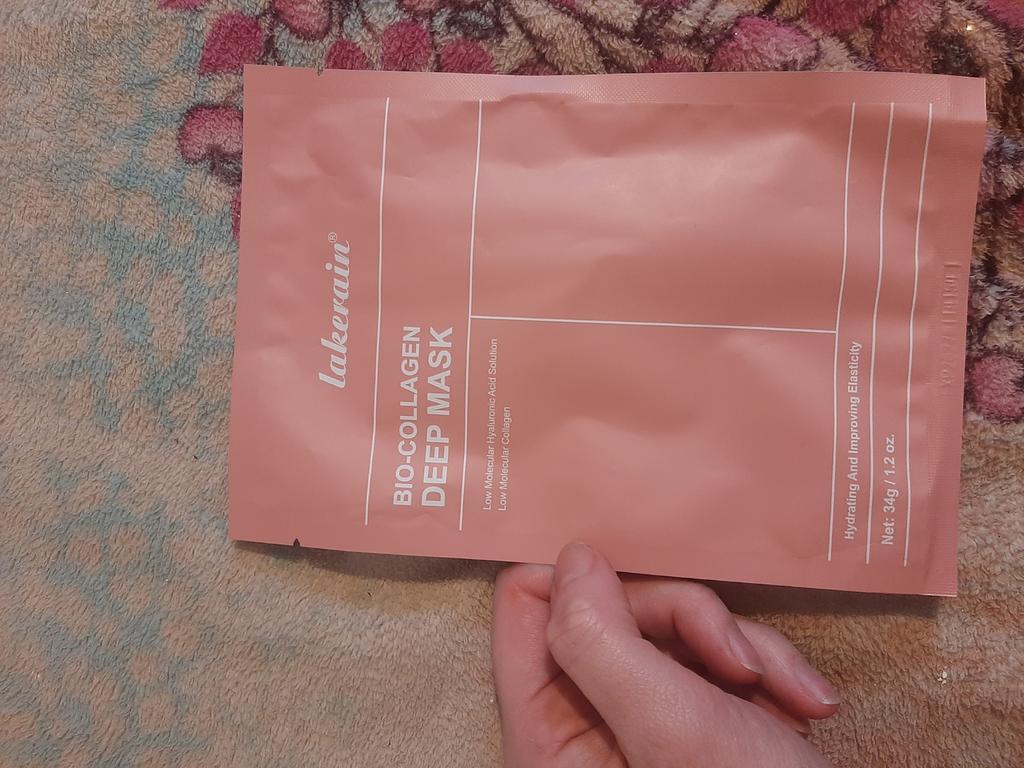 lakerain®
BIO-COLLAGEN
DEEP MASK
Low Molecular Hyaluronic Acid Solution
Low Molecular Collagen
Hydrating And Improving Elasticity
Net: 34g / 1.2 oz.